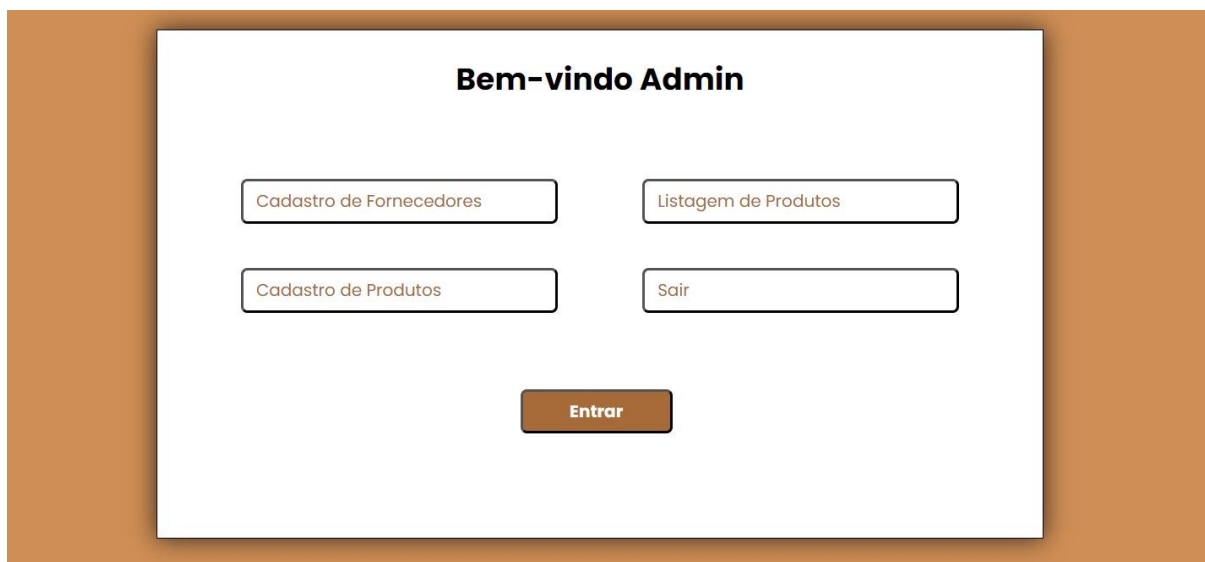 Bem-vindo Admin
Cadastro de Fornecedores
Listagem de Produtos
Cadastro de Produtos
Sair
Entrar